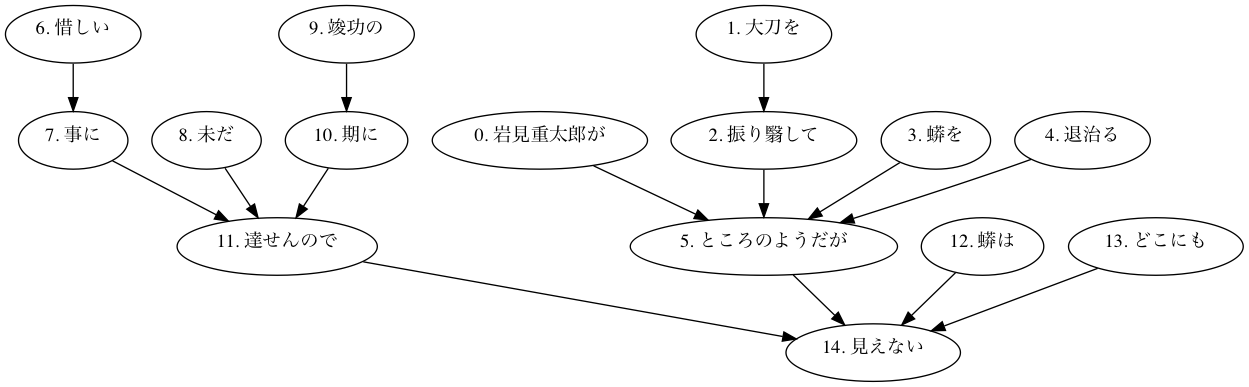 6. 惜しい
9. 竣功の
1. 大刀を
7. 事に
8. 未だ
10. 期に
0. 岩見重太郎が
2. 振り翳して
3. 蟒を
4. 退治る
11. 達せんので
5. ところのようだが
12. 蟒は
13. どこにも
14. 見えない